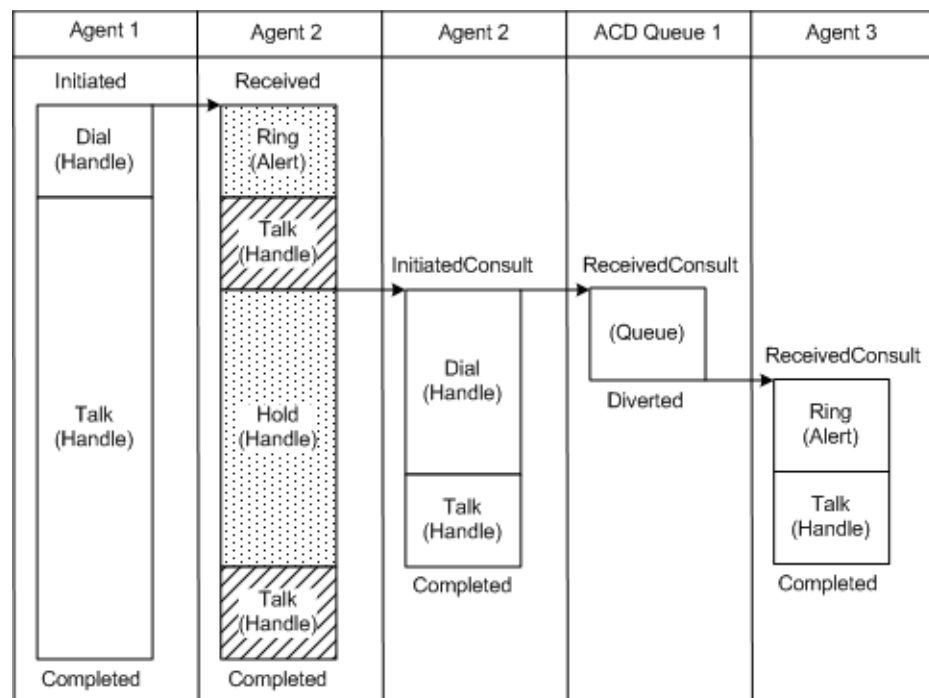 Agent 1
Agent 2
Agent 2
ACD Queue 1
Agent 3
Initiated
Received
Dial
(Handle)
Ring
(Alert)
Talk
(Handle)
InitiatedConsult
ReceivedConsult
(Queue)
Diverted
ReceivedConsult
Dial
(Handle)
Talk
(Handle)
Hold
(Handle)
Ring
(Alert)
Talk
(Handle)
Talk
(Handle)
Completed
Completed
Talk
(Handle)
Completed
Completed